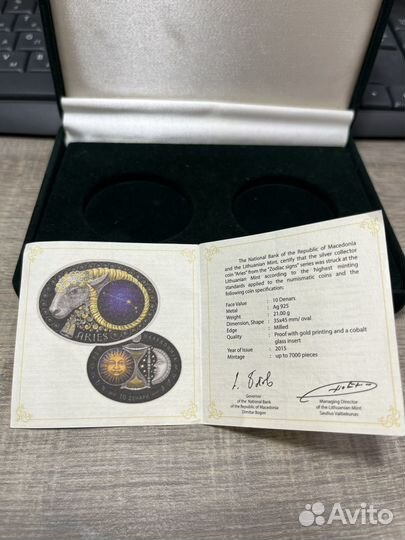 The National Bank of the Republic of Macedonia
and the Lithuanian Mint, certify that the silver collector
coin "Aries" from the "Zodiac signs" series was struck at the
Lithuanian Mint according to the highest minting
standards applied to the numismatic coins and the
following coin specification:
Face Value : 10 Denars
Metal : Ag 925
Weight : 21.00 g
Dimension, Shape : 35x45 mm/ oval
Edge : Milled
Quality : Proof with gold printing and a cobalt
glass insert
Year of Issue : 2015
Mintage : up to 7000 pieces
Governor
of the National Bank
of the Republic of Macedonia
Dimitar Bogov
Managing Director
of the Lithuanian Mint
Saulius Vaitiekunas
ARIES
10 ДЕНАРИ
Avito